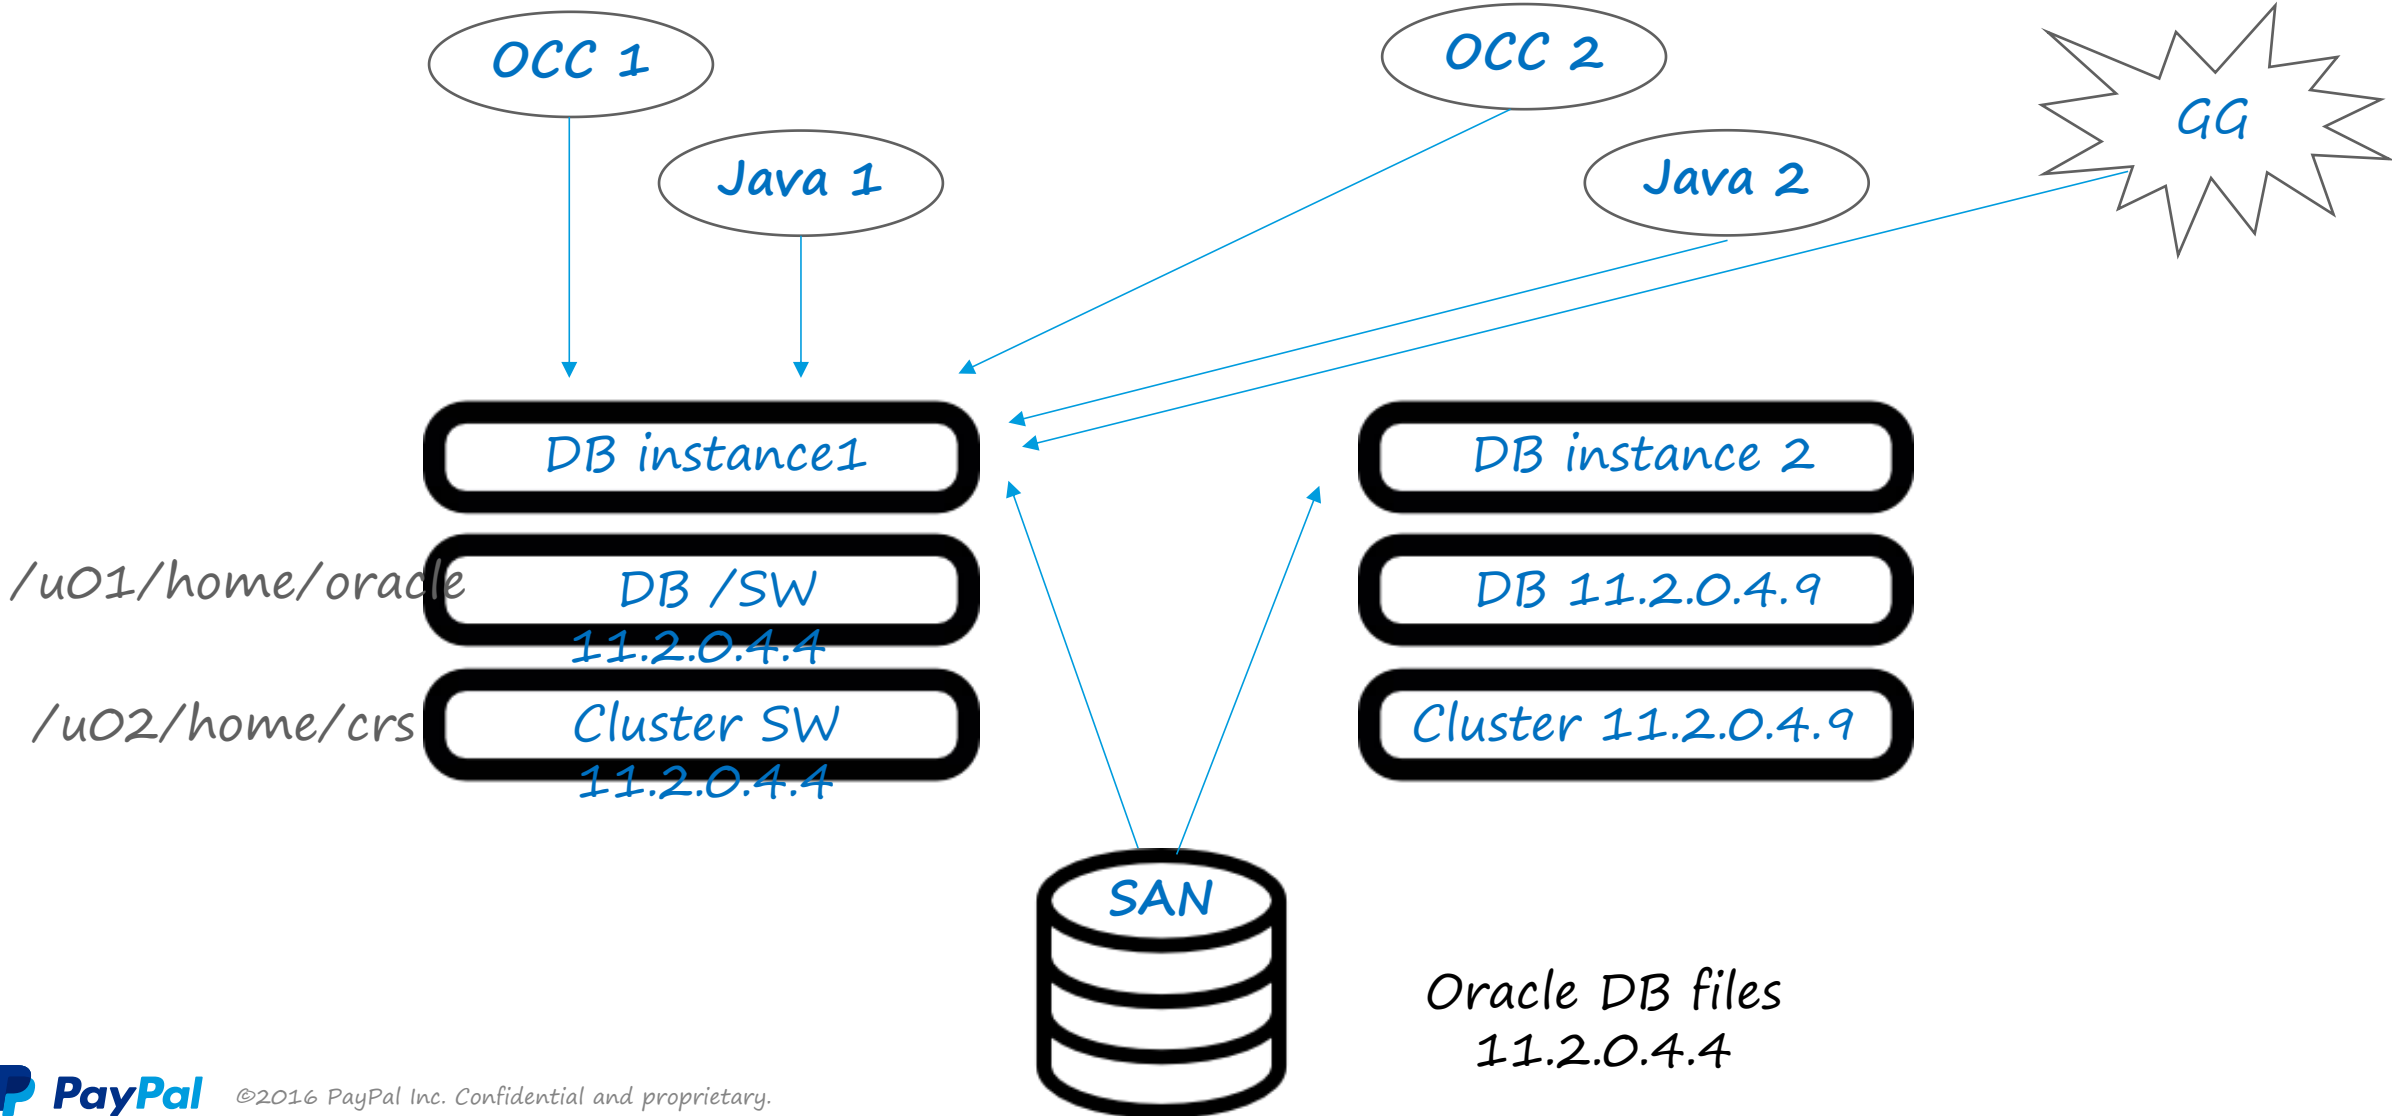 OCC 1
OCC 2
GG
Java 1
Java 2
DB instance1
DB instance 2
/u01/home/oracle
DB /SW
11.2.0.4.4
DB 11.2.0.4.9
/u02/home/crs
Cluster SW
11.2.0.4.4
Cluster 11.2.0.4.9
SAN
Oracle DB files
11.2.0.4.4
PayPal
©2016 PayPal Inc. Confidential and proprietary.